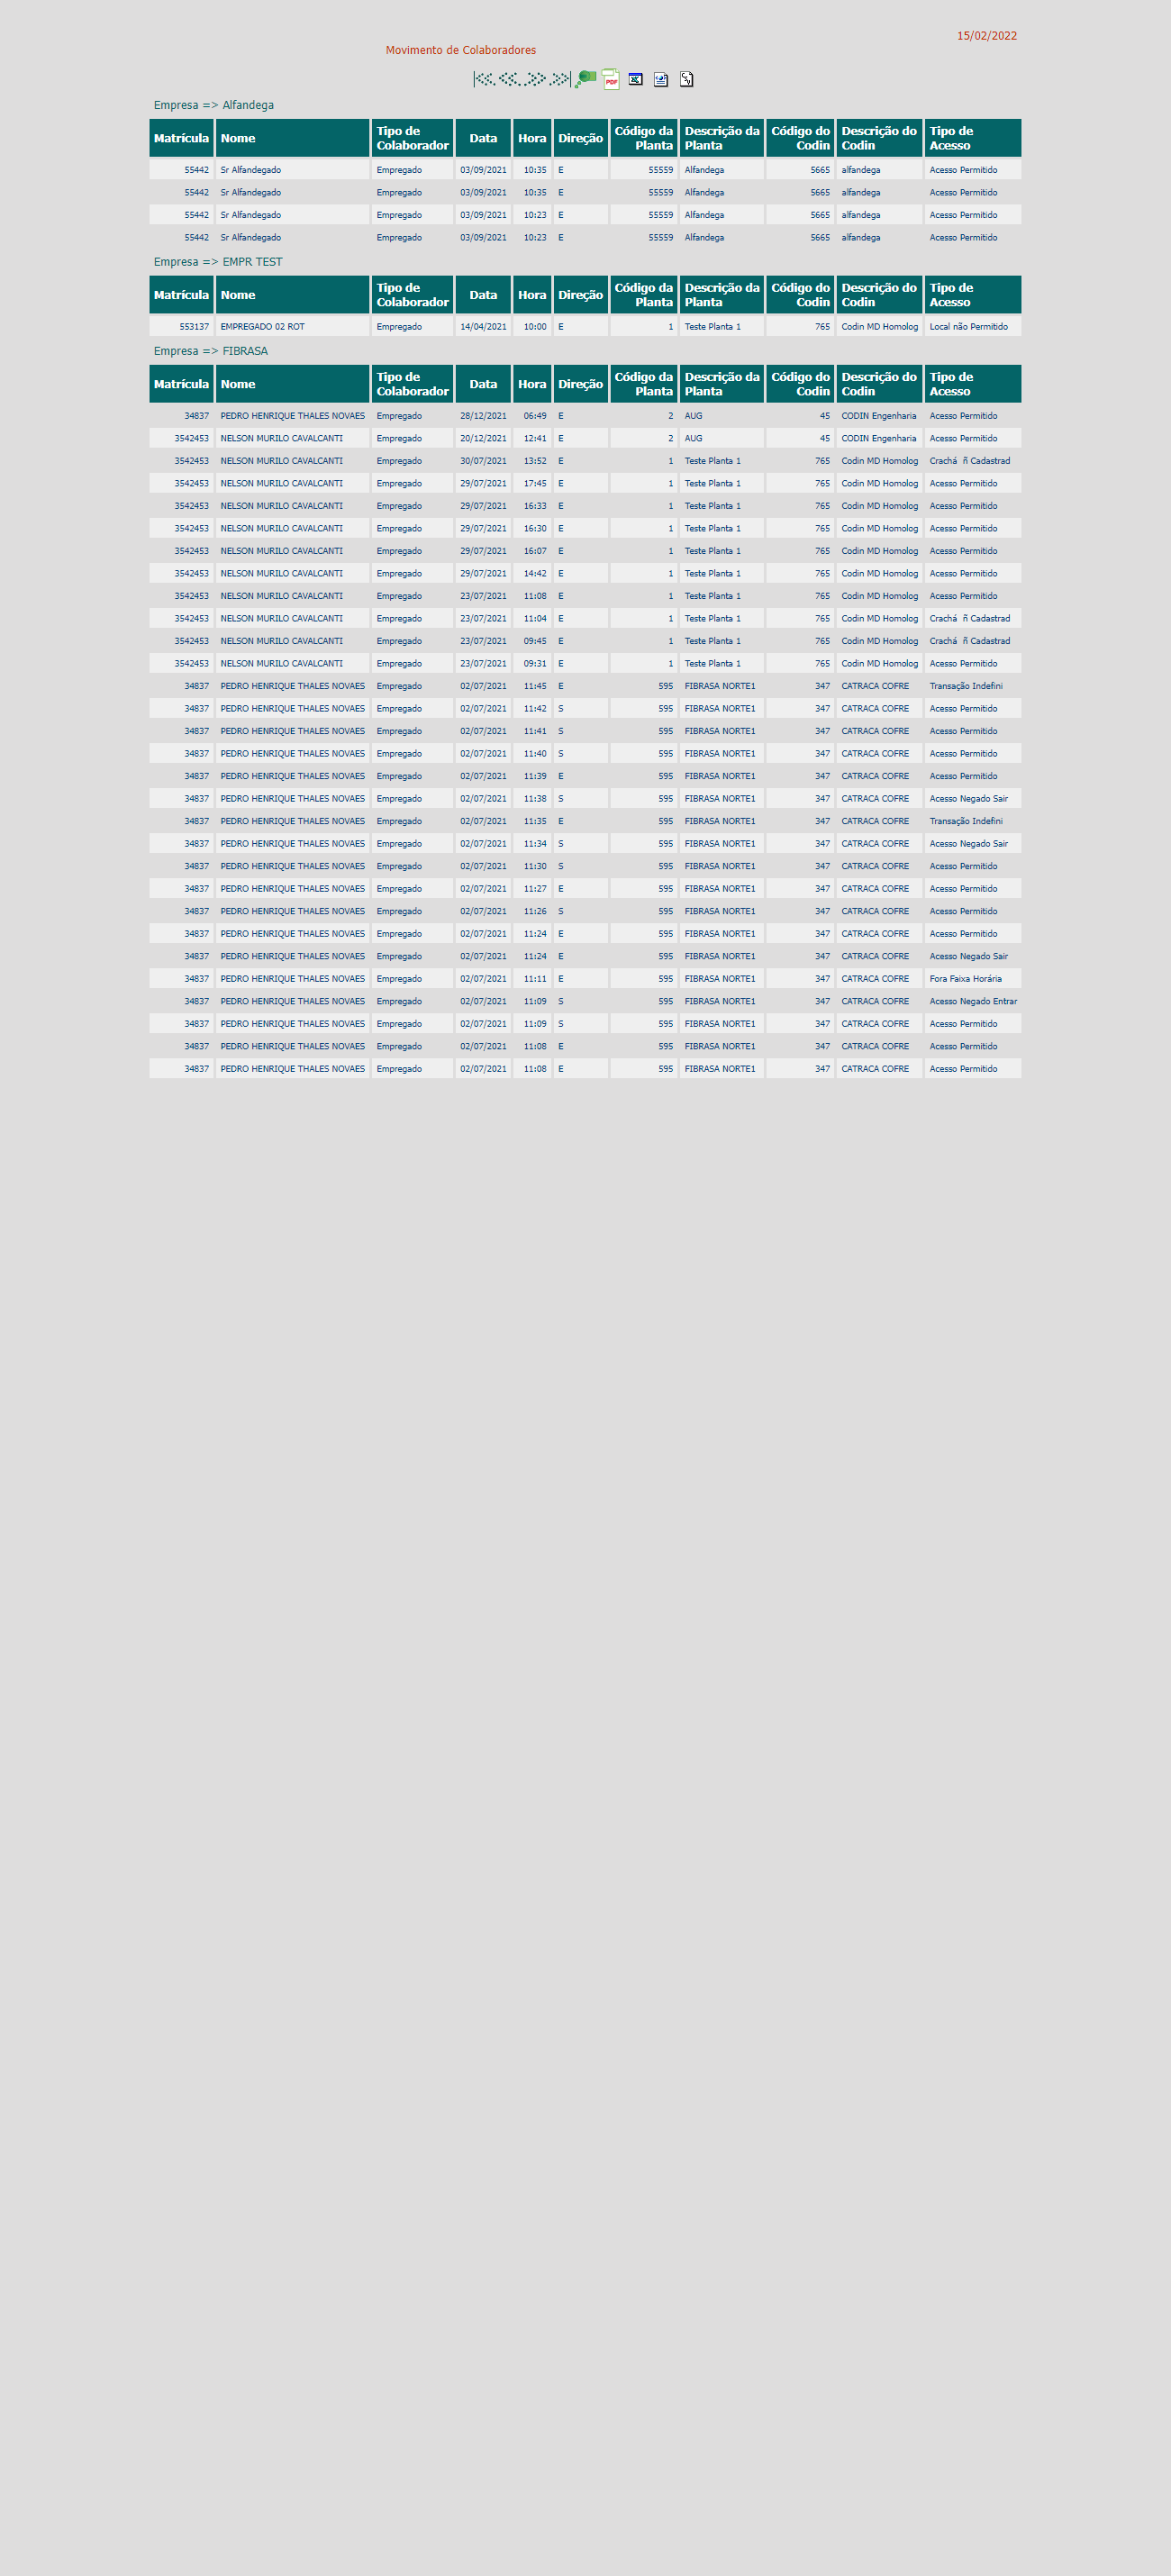 15/02/2022
Movimento de Colaboradores
PDF
Empresa => Alfandega
Matrícula Nome Tipo de Colaborador Data Hora Direção Código da Planta Descrição da Planta Código do Codin Descrição do Codin Tipo de Acesso
55442 Sr Alfandegado Empregado 03/09/2021 10:35 E 55559 Alfandega 5665 alfandega Acesso Permitido
55442 Sr Alfandegado Empregado 03/09/2021 10:35 E 55559 Alfandega 5665 alfandega Acesso Permitido
55442 Sr Alfandegado Empregado 03/09/2021 10:23 E 55559 Alfandega 5665 alfandega Acesso Permitido
55442 Sr Alfandegado Empregado 03/09/2021 10:23 E 55559 Alfandega 5665 alfandega Acesso Permitido
Empresa => EMPR TEST
Matrícula Nome Tipo de Colaborador Data Hora Direção Código da Planta Descrição da Planta Código do Codin Descrição do Codin Tipo de Acesso
553137 EMPREGADO 02 ROT Empregado 14/04/2021 10:00 E 1 Teste Planta 1 765 Codin MD Homolog Local não Permitido
Empresa => FIBRASA
Matrícula Nome Tipo de Colaborador Data Hora Direção Código da Planta Descrição da Planta Código do Codin Descrição do Codin Tipo de Acesso
34837 PEDRO HENRIQUE THALES NOVAES Empregado 28/12/2021 06:49 E 2 AUG 45 CODIN Engenharia Acesso Permitido
3542453 NELSON MURILO CAVALCANTI Empregado 20/12/2021 12:41 E 2 AUG 45 CODIN Engenharia Acesso Permitido
3542453 NELSON MURILO CAVALCANTI Empregado 30/07/2021 13:52 E 1 Teste Planta 1 765 Codin MD Homolog Crachá ñ Cadastrad
3542453 NELSON MURILO CAVALCANTI Empregado 29/07/2021 17:45 E 1 Teste Planta 1 765 Codin MD Homolog Acesso Permitido
3542453 NELSON MURILO CAVALCANTI Empregado 29/07/2021 16:33 E 1 Teste Planta 1 765 Codin MD Homolog Acesso Permitido
3542453 NELSON MURILO CAVALCANTI Empregado 29/07/2021 16:30 E 1 Teste Planta 1 765 Codin MD Homolog Acesso Permitido
3542453 NELSON MURILO CAVALCANTI Empregado 29/07/2021 16:07 E 1 Teste Planta 1 765 Codin MD Homolog Acesso Permitido
3542453 NELSON MURILO CAVALCANTI Empregado 29/07/2021 14:42 E 1 Teste Planta 1 765 Codin MD Homolog Acesso Permitido
3542453 NELSON MURILO CAVALCANTI Empregado 23/07/2021 11:08 E 1 Teste Planta 1 765 Codin MD Homolog Acesso Permitido
3542453 NELSON MURILO CAVALCANTI Empregado 23/07/2021 11:04 E 1 Teste Planta 1 765 Codin MD Homolog Crachá ñ Cadastrad
3542453 NELSON MURILO CAVALCANTI Empregado 23/07/2021 09:45 E 1 Teste Planta 1 765 Codin MD Homolog Crachá ñ Cadastrad
3542453 NELSON MURILO CAVALCANTI Empregado 23/07/2021 09:31 E 1 Teste Planta 1 765 Codin MD Homolog Acesso Permitido
34837 PEDRO HENRIQUE THALES NOVAES Empregado 02/07/2021 11:45 E 595 FIBRASA NORTE1 347 CATRACA COFRE Transação Indefini
34837 PEDRO HENRIQUE THALES NOVAES Empregado 02/07/2021 11:42 S 595 FIBRASA NORTE1 347 CATRACA COFRE Acesso Permitido
34837 PEDRO HENRIQUE THALES NOVAES Empregado 02/07/2021 11:41 S 595 FIBRASA NORTE1 347 CATRACA COFRE Acesso Permitido
34837 PEDRO HENRIQUE THALES NOVAES Empregado 02/07/2021 11:40 S 595 FIBRASA NORTE1 347 CATRACA COFRE Acesso Permitido
34837 PEDRO HENRIQUE THALES NOVAES Empregado 02/07/2021 11:39 E 595 FIBRASA NORTE1 347 CATRACA COFRE Acesso Permitido
34837 PEDRO HENRIQUE THALES NOVAES Empregado 02/07/2021 11:38 S 595 FIBRASA NORTE1 347 CATRACA COFRE Acesso Negado Sair
34837 PEDRO HENRIQUE THALES NOVAES Empregado 02/07/2021 11:35 E 595 FIBRASA NORTE1 347 CATRACA COFRE Transação Indefini
34837 PEDRO HENRIQUE THALES NOVAES Empregado 02/07/2021 11:34 S 595 FIBRASA NORTE1 347 CATRACA COFRE Acesso Negado Sair
34837 PEDRO HENRIQUE THALES NOVAES Empregado 02/07/2021 11:30 S 595 FIBRASA NORTE1 347 CATRACA COFRE Acesso Permitido
34837 PEDRO HENRIQUE THALES NOVAES Empregado 02/07/2021 11:27 E 595 FIBRASA NORTE1 347 CATRACA COFRE Acesso Permitido
34837 PEDRO HENRIQUE THALES NOVAES Empregado 02/07/2021 11:26 S 595 FIBRASA NORTE1 347 CATRACA COFRE Acesso Permitido
34837 PEDRO HENRIQUE THALES NOVAES Empregado 02/07/2021 11:24 E 595 FIBRASA NORTE1 347 CATRACA COFRE Acesso Permitido
34837 PEDRO HENRIQUE THALES NOVAES Empregado 02/07/2021 11:24 E 595 FIBRASA NORTE1 347 CATRACA COFRE Acesso Negado Sair
34837 PEDRO HENRIQUE THALES NOVAES Empregado 02/07/2021 11:11 E 595 FIBRASA NORTE1 347 CATRACA COFRE Fora Faixa Horária
34837 PEDRO HENRIQUE THALES NOVAES Empregado 02/07/2021 11:09 S 595 FIBRASA NORTE1 347 CATRACA COFRE Acesso Negado Entrar
34837 PEDRO HENRIQUE THALES NOVAES Empregado 02/07/2021 11:09 S 595 FIBRASA NORTE1 347 CATRACA COFRE Acesso Permitido
34837 PEDRO HENRIQUE THALES NOVAES Empregado 02/07/2021 11:08 E 595 FIBRASA NORTE1 347 CATRACA COFRE Acesso Permitido
34837 PEDRO HENRIQUE THALES NOVAES Empregado 02/07/2021 11:08 E 595 FIBRASA NORTE1 347 CATRACA COFRE Acesso Permitido